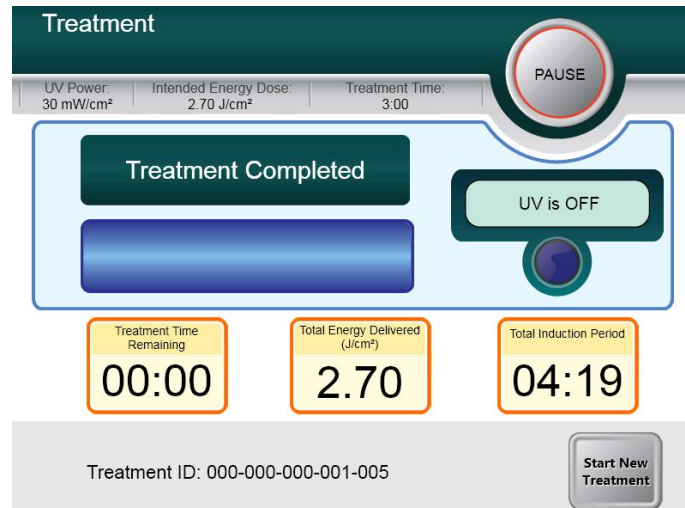 Treatment
PAUSE
UV Power:
30 mW/cm²
Intended Energy Dose:
2.70 J/cm²
Treatment Time:
3:00
Treatment Completed
UV is OFF
Treatment Time
Remaining
00:00
Total Energy Delivered
(J/cm²)
2.70
Total Induction Period
04:19
Treatment ID: 000-000-000-001-005
Start New
Treatment